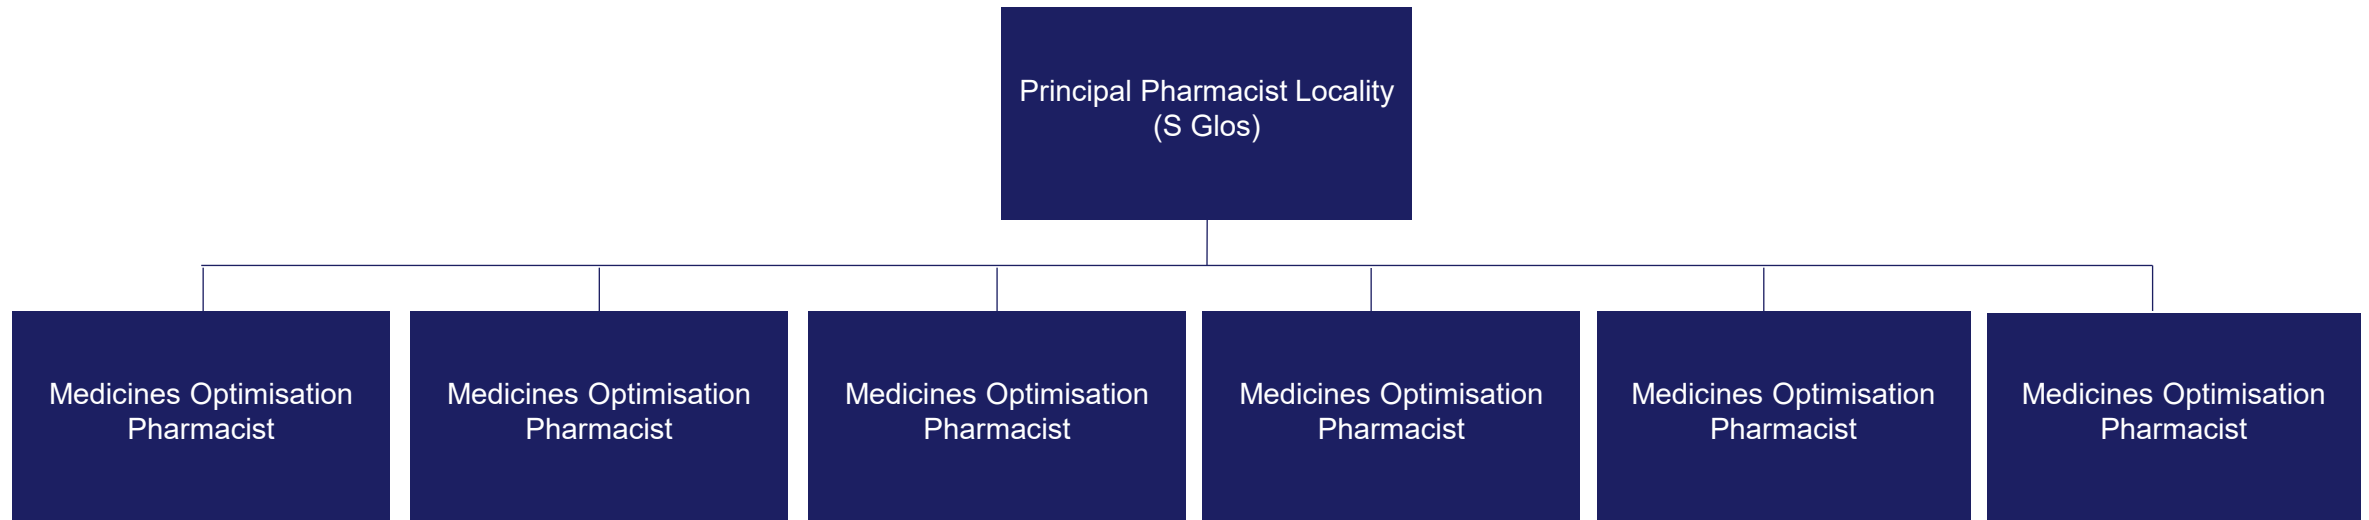 Principal Pharmacist Locality
(S Glos)
Medicines Optimisation
Pharmacist
Medicines Optimisation
Pharmacist
Medicines Optimisation
Pharmacist
Medicines Optimisation
Pharmacist
Medicines Optimisation
Pharmacist
Medicines Optimisation
Pharmacist